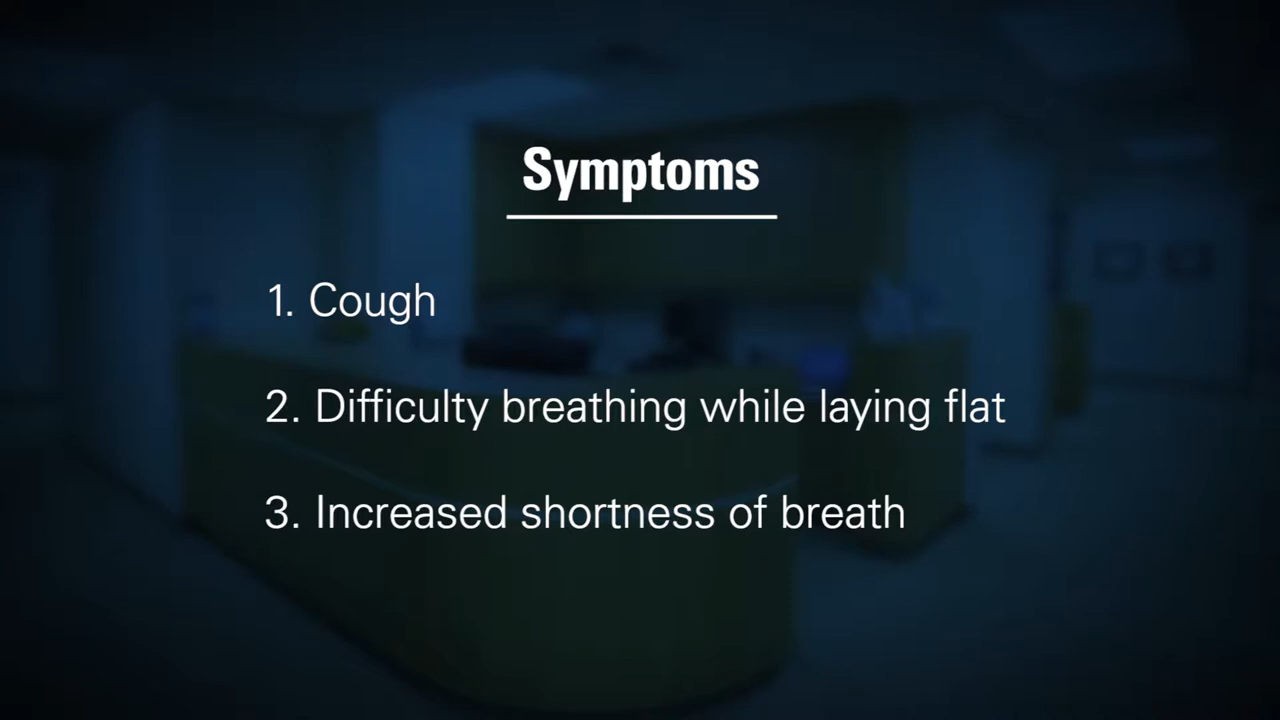 Symptoms
1. Cough
2. Difficulty breathing while laying flat
3. Increased shortness of breath